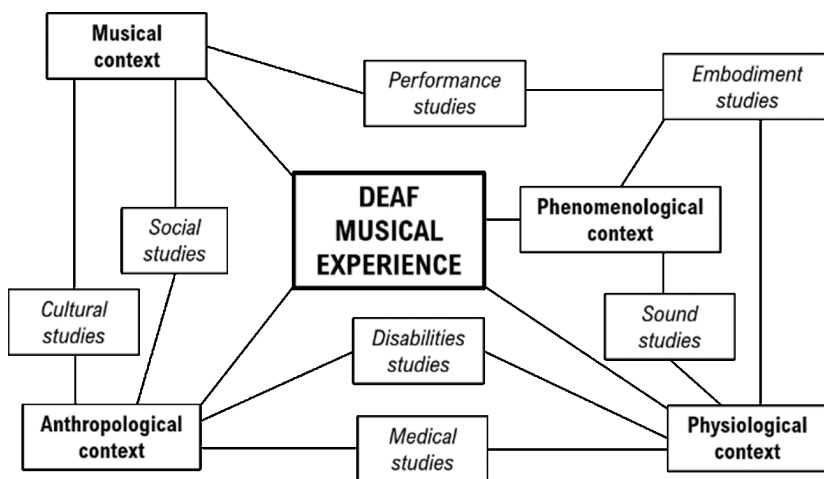 Musical
context
Performance
studies
Embodiment
studies
DEAF
MUSICAL
EXPERIENCE
Phenomenological
context
Social
studies
Cultural
studies
Sound
studies
Disabilities
studies
Anthropological
context
Medical
studies
Physiological
context